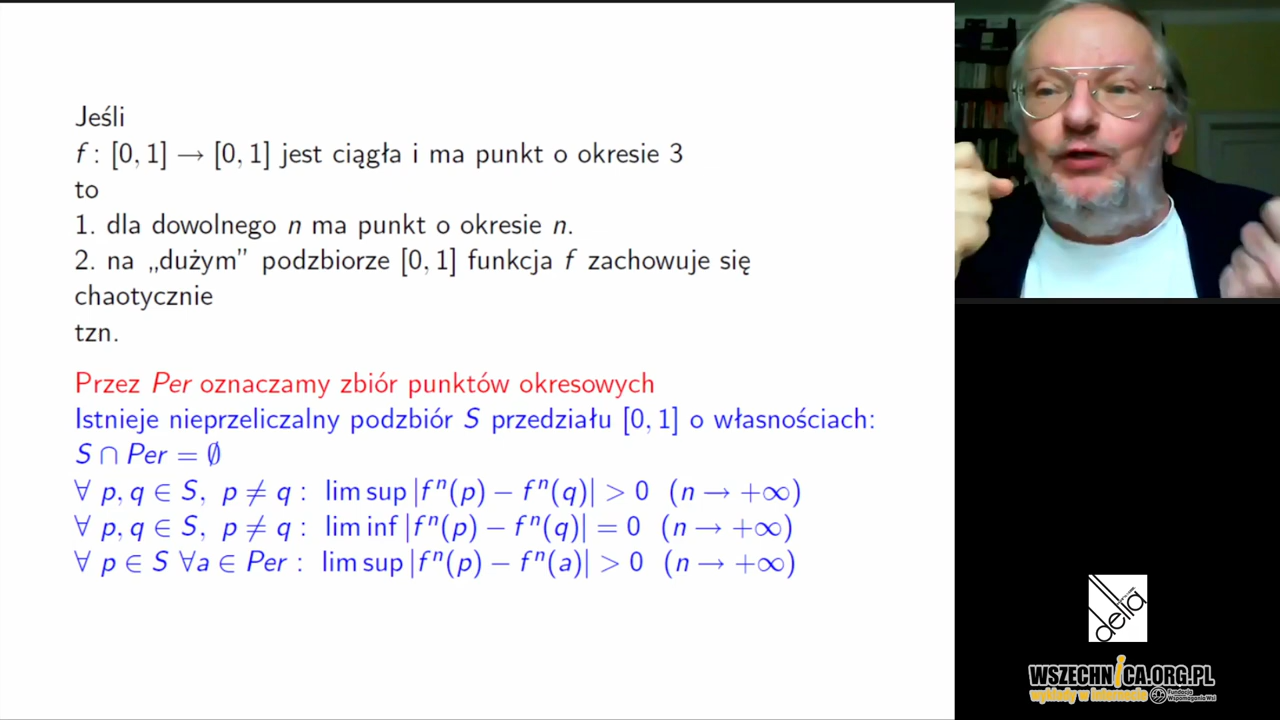 Jeśli
f : [0, 1] → [0, 1] jest ciągła i ma punkt o okresie 3
to
1. dla dowolnego n ma punkt o okresie n.
2. na „dużym” podzbiorze [0, 1] funkcja f zachowuje się
chaotycznie
tzn.
Przez Per oznaczamy zbiór punktów okresowych
Istnieje nieprzeliczalny podzbiór S przedziału [0, 1] o własnościach:
S ∩ Per = ∅
∀ p, q ∈ S, p ≠ q : lim sup |fⁿ(p) − fⁿ(q)| > 0 (n → +∞)
∀ p, q ∈ S, p ≠ q : lim inf |fⁿ(p) − fⁿ(q)| = 0 (n → +∞)
∀ p ∈ S ∀a ∈ Per : lim sup |fⁿ(p) − fⁿ(a)| > 0 (n → +∞)
delta
WSZECHNICA.ORG.PL
wykłady w internecie
Fundacja
Wspomagania Wsi